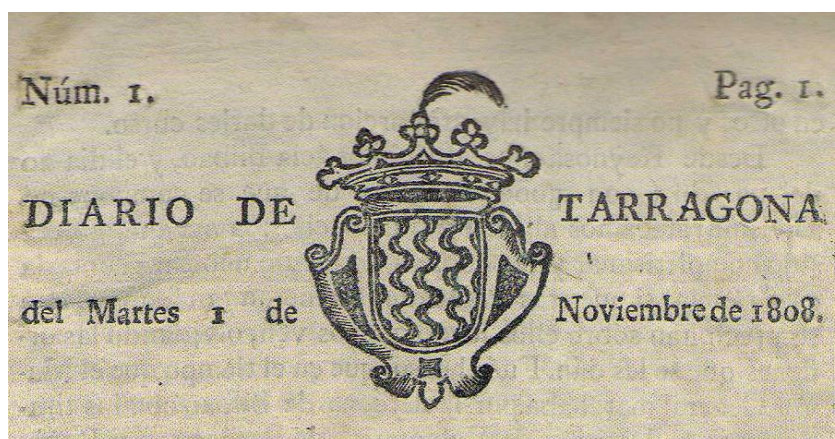 Núm. 1. Pag. 1.
DIARIO DE TARRAGONA
del Martes 1 de Noviembre de 1808.